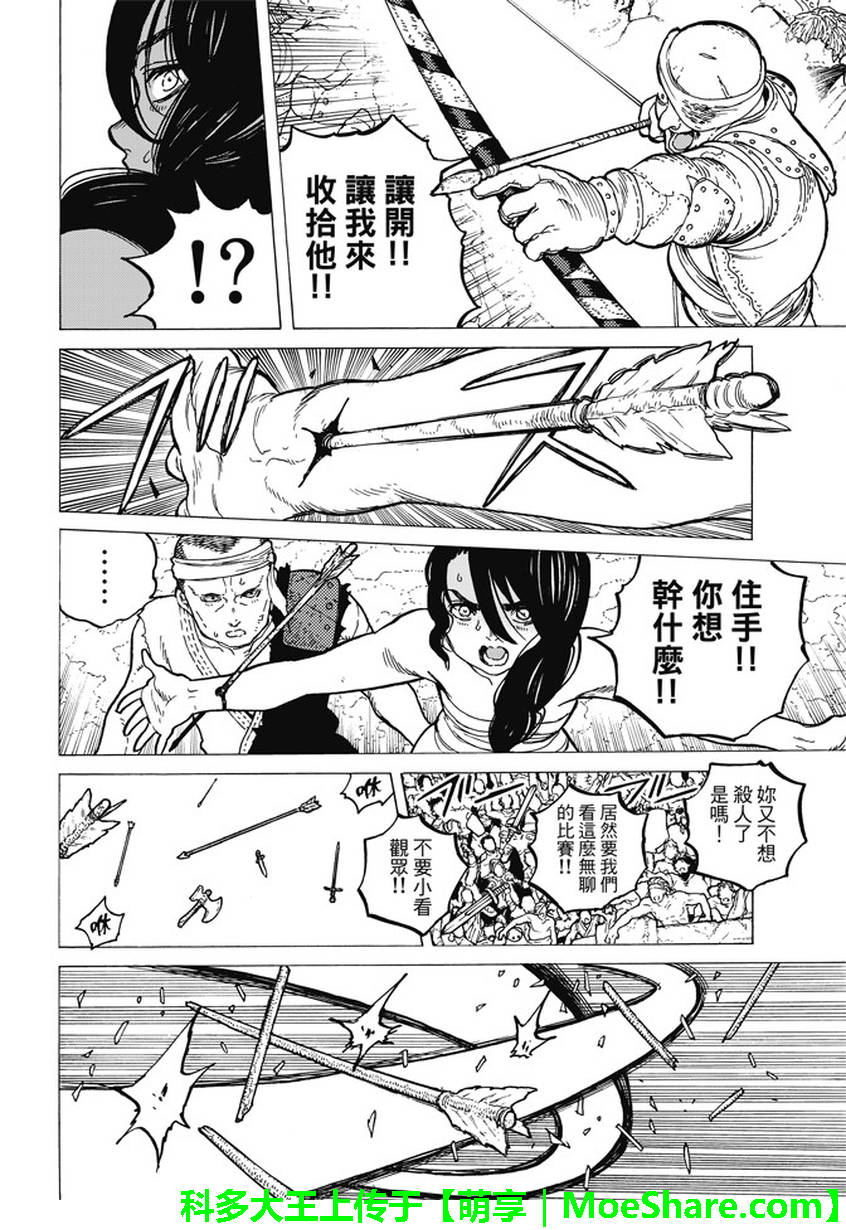 讓開!!
讓我來
收拾他!!
!?
住手!!
你想
幹什麼!!
……
妳又不想
殺人了
是嗎！
居然要我們
看這麼無聊
的比賽!!
不要小看
觀眾!!
咻
咻
科多大王上传于【萌享｜MoeShare.com】